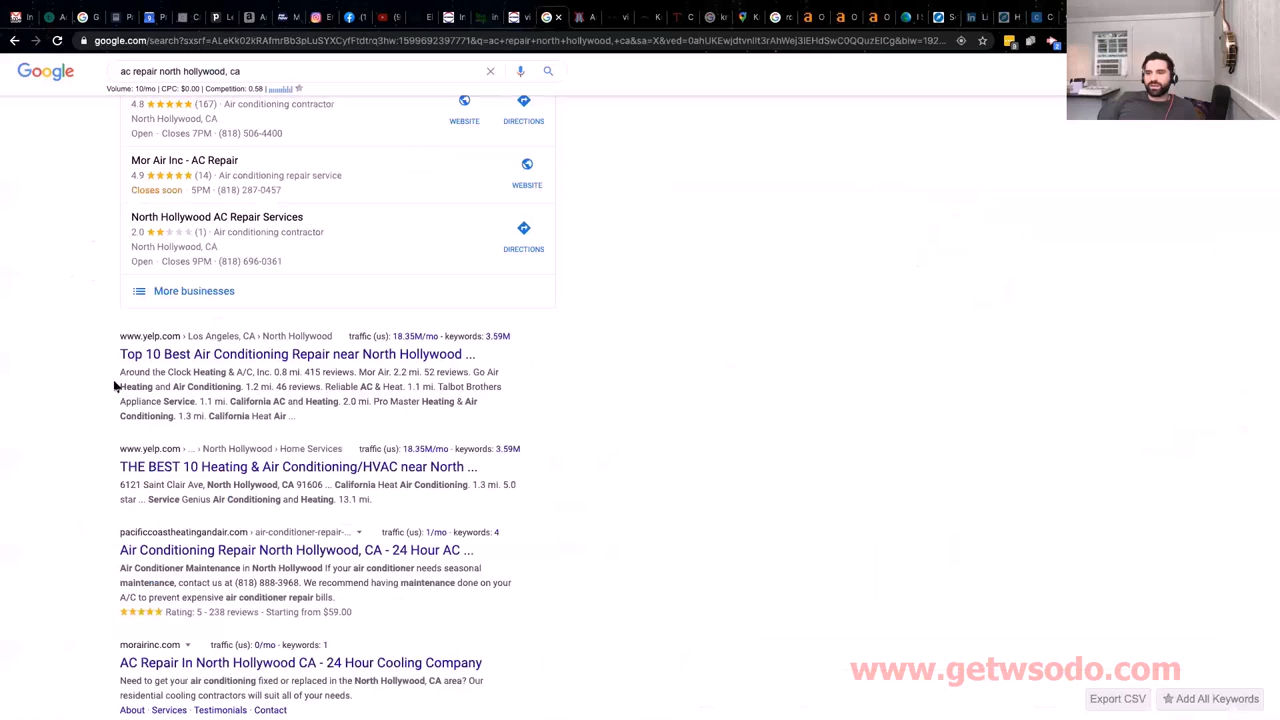 google.com/search?sxsrf=ALeKk02kRAfmrBb3pLuSYXCyfFtdtrq3hw:1599692397771&q=ac+repair+north+hollywood,+ca&sa=X&ved=0ahUKEwjdtvnIt3rAhWej3IEHdSwC0QQuzEICg&biw=192...
Google
ac repair north hollywood, ca
Volume: 10/mo | CPC: $0.00 | Competition: 0.58 |
4.8 (167) · Air conditioning contractor
North Hollywood, CA
Open · Closes 7PM · (818) 506-4400
WEBSITE
DIRECTIONS
Mor Air Inc - AC Repair
4.9 (14) · Air conditioning repair service
Closes soon · 5PM · (818) 287-0457
WEBSITE
North Hollywood AC Repair Services
2.0 (1) · Air conditioning contractor
North Hollywood, CA
Open · Closes 9PM · (818) 696-0361
DIRECTIONS
More businesses
www.yelp.com › Los Angeles, CA › North Hollywood traffic (us): 18.35M/mo - keywords: 3.59M
Top 10 Best Air Conditioning Repair near North Hollywood ...
Around the Clock Heating & A/C, Inc. 0.8 mi. 415 reviews. Mor Air. 2.2 mi. 52 reviews. Go Air
Heating and Air Conditioning. 1.2 mi. 46 reviews. Reliable AC & Heat. 1.1 mi. Talbot Brothers
Appliance Service. 1.1 mi. California AC and Heating. 2.0 mi. Pro Master Heating & Air
Conditioning. 1.3 mi. California Heat Air ...
www.yelp.com › ... › North Hollywood › Home Services traffic (us): 18.35M/mo - keywords: 3.59M
THE BEST 10 Heating & Air Conditioning/HVAC near North ...
6121 Saint Clair Ave, North Hollywood, CA 91606 ... California Heat Air Conditioning. 1.3 mi. 5.0
star ... Service Genius Air Conditioning and Heating. 13.1 mi.
pacificcoastheatingandair.com › air-conditioner-repair-... traffic (us): 1/mo - keywords: 4
Air Conditioning Repair North Hollywood, CA - 24 Hour AC ...
Air Conditioner Maintenance in North Hollywood If your air conditioner needs seasonal
maintenance, contact us at (818) 888-3968. We recommend having maintenance done on your
A/C to prevent expensive air conditioner repair bills.
Rating: 5 - 238 reviews - Starting from $59.00
morairinc.com traffic (us): 0/mo - keywords: 1
AC Repair In North Hollywood CA - 24 Hour Cooling Company
Need to get your air conditioning fixed or replaced in the North Hollywood, CA area? Our
residential cooling contractors will suit all of your needs.
About · Services · Testimonials · Contact
www.getwsodo.com
Export CSV
Add All Keywords